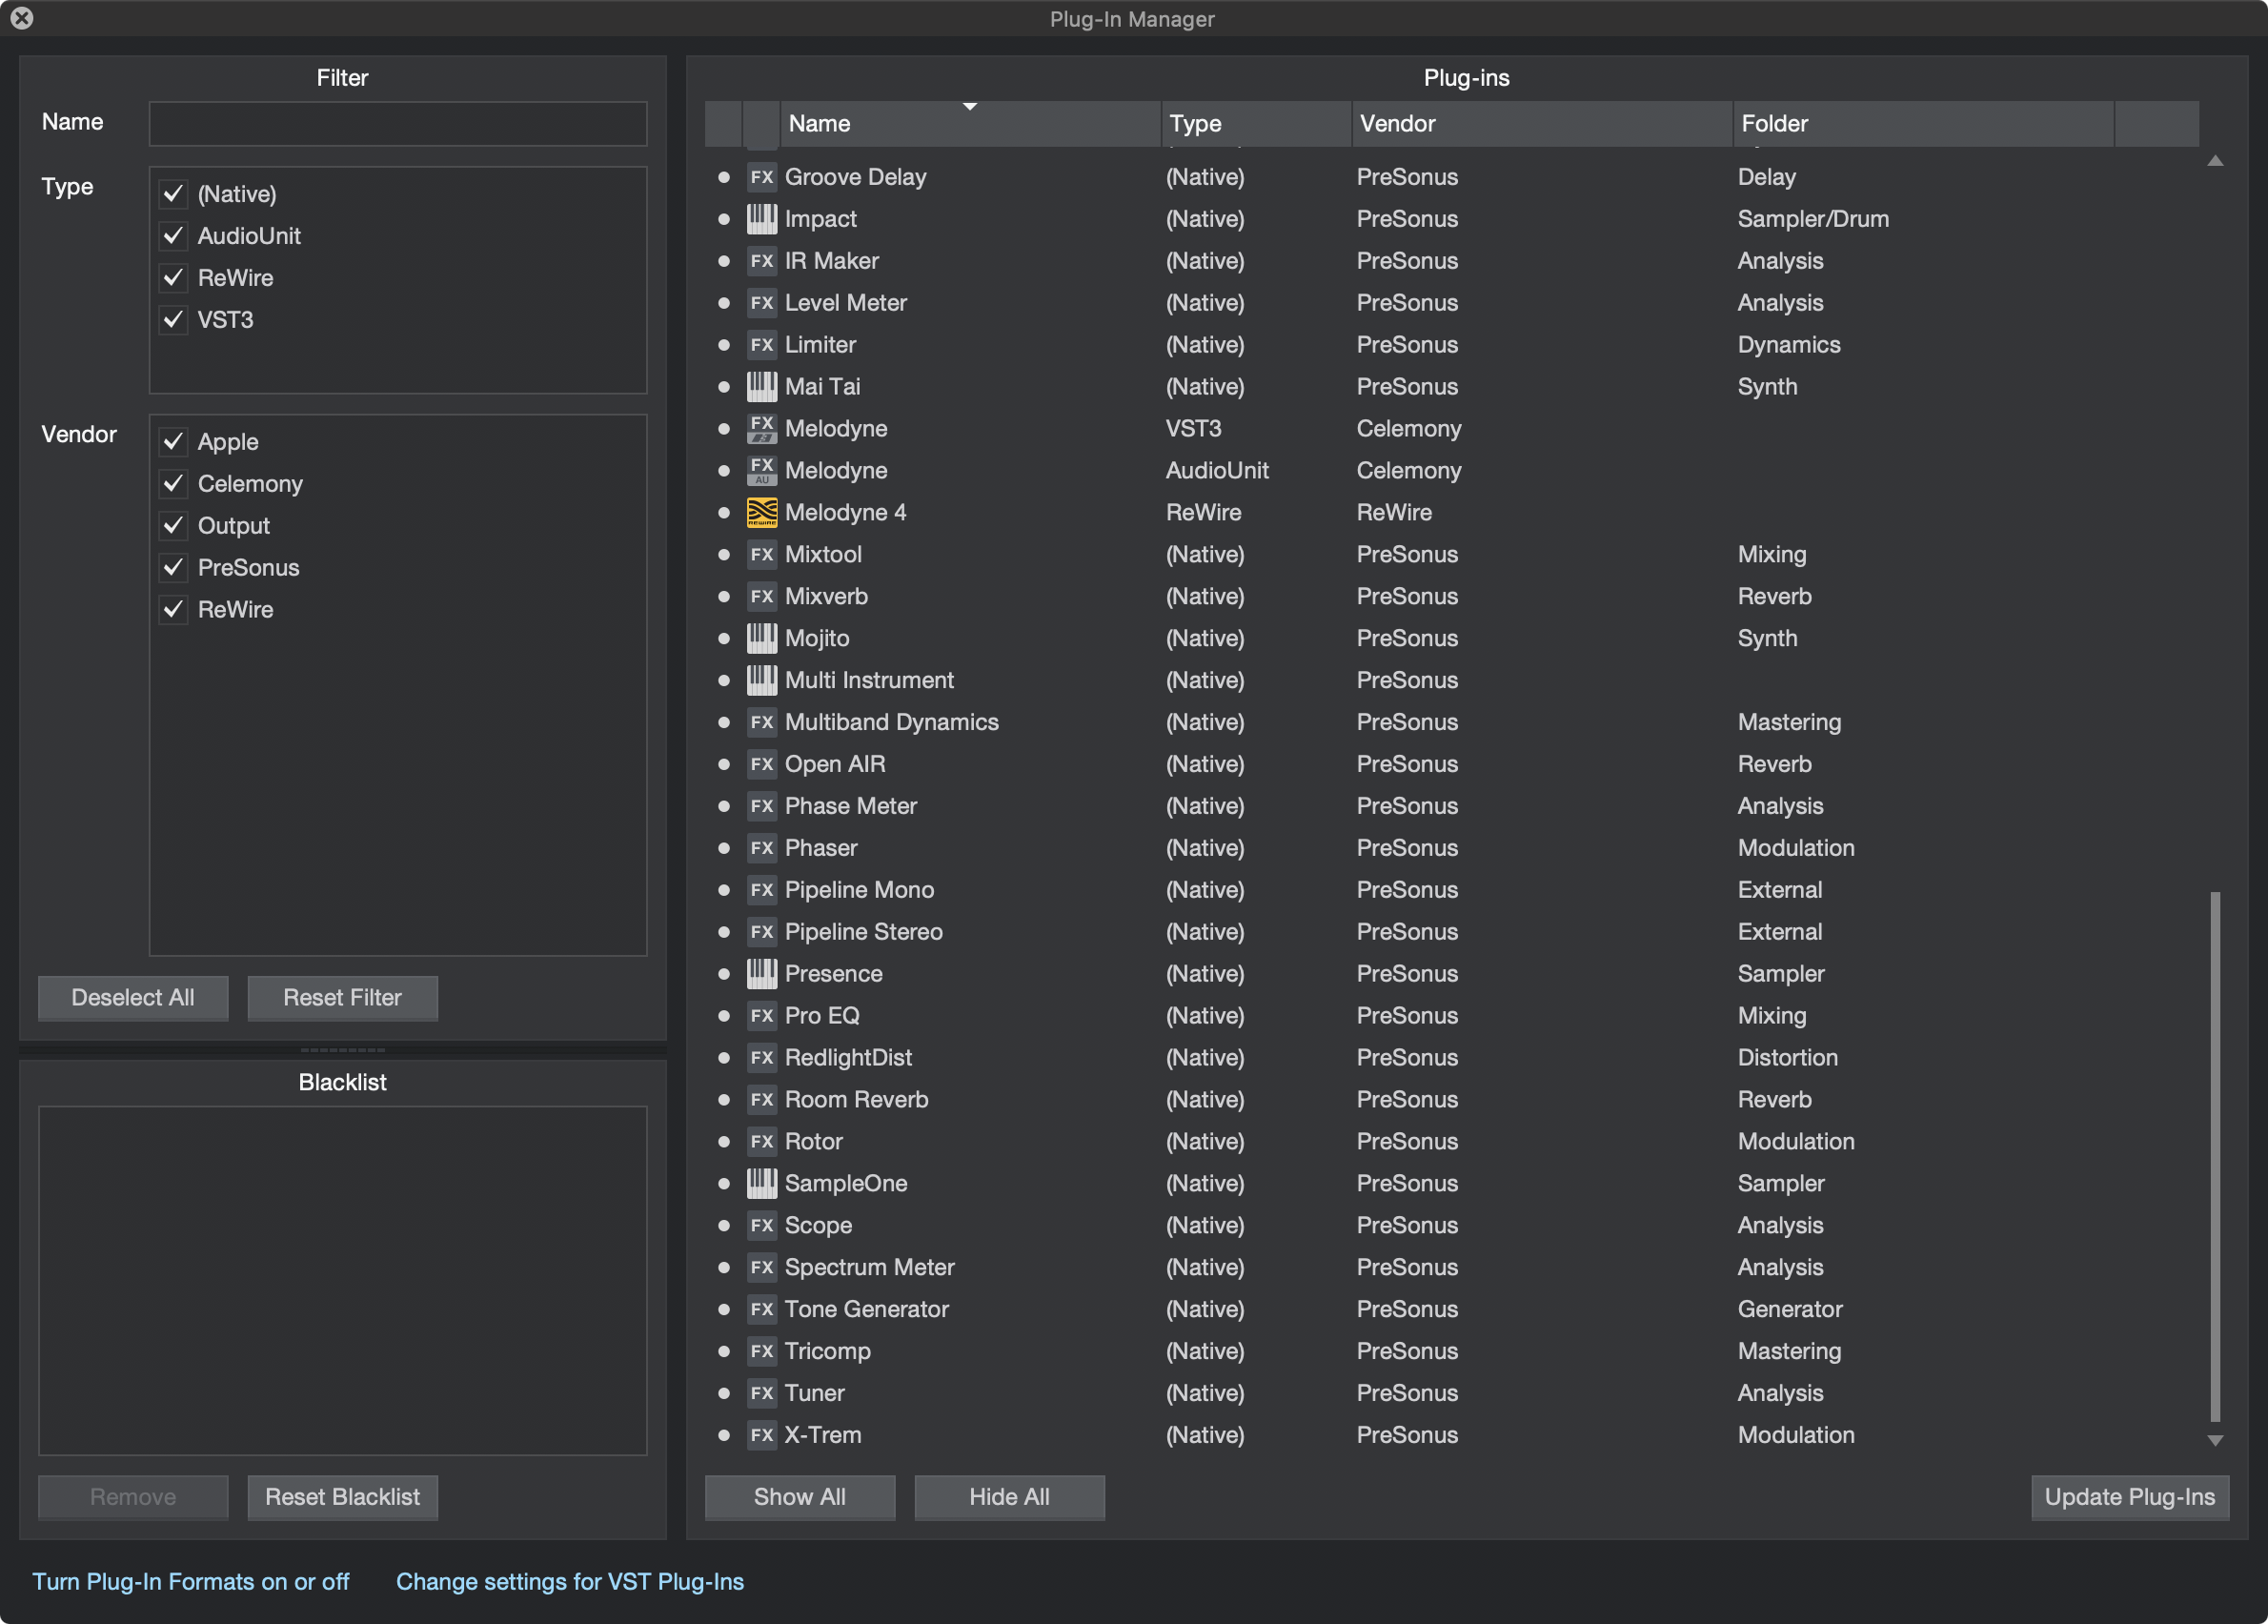 Plug-In Manager
Filter
Name
Type
(Native)
AudioUnit
ReWire
VST3
Vendor
Apple
Celemony
Output
PreSonus
ReWire
Deselect All Reset Filter
Blacklist
Remove Reset Blacklist
Plug-ins
Name Type Vendor Folder
FX Groove Delay (Native) PreSonus Delay
Impact (Native) PreSonus Sampler/Drum
FX IR Maker (Native) PreSonus Analysis
FX Level Meter (Native) PreSonus Analysis
FX Limiter (Native) PreSonus Dynamics
Mai Tai (Native) PreSonus Synth
FX Melodyne VST3 Celemony
FX AU Melodyne AudioUnit Celemony
REWIRE Melodyne 4 ReWire ReWire
FX Mixtool (Native) PreSonus Mixing
FX Mixverb (Native) PreSonus Reverb
Mojito (Native) PreSonus Synth
Multi Instrument (Native) PreSonus
FX Multiband Dynamics (Native) PreSonus Mastering
FX Open AIR (Native) PreSonus Reverb
FX Phase Meter (Native) PreSonus Analysis
FX Phaser (Native) PreSonus Modulation
FX Pipeline Mono (Native) PreSonus External
FX Pipeline Stereo (Native) PreSonus External
Presence (Native) PreSonus Sampler
FX Pro EQ (Native) PreSonus Mixing
FX RedlightDist (Native) PreSonus Distortion
FX Room Reverb (Native) PreSonus Reverb
FX Rotor (Native) PreSonus Modulation
SampleOne (Native) PreSonus Sampler
FX Scope (Native) PreSonus Analysis
FX Spectrum Meter (Native) PreSonus Analysis
FX Tone Generator (Native) PreSonus Generator
FX Tricomp (Native) PreSonus Mastering
FX Tuner (Native) PreSonus Analysis
FX X-Trem (Native) PreSonus Modulation
Show All Hide All Update Plug-Ins
Turn Plug-In Formats on or off Change settings for VST Plug-Ins